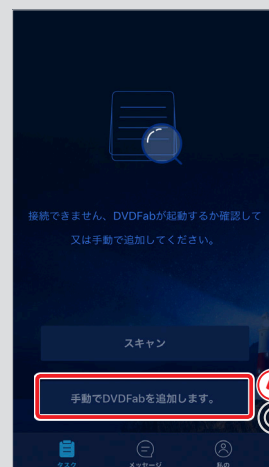 接続できません、DVDFabが起動するか確認して
又は手動で追加してください。
スキャン
手動でDVDFabを追加します。
タスク
メッセージ
私の